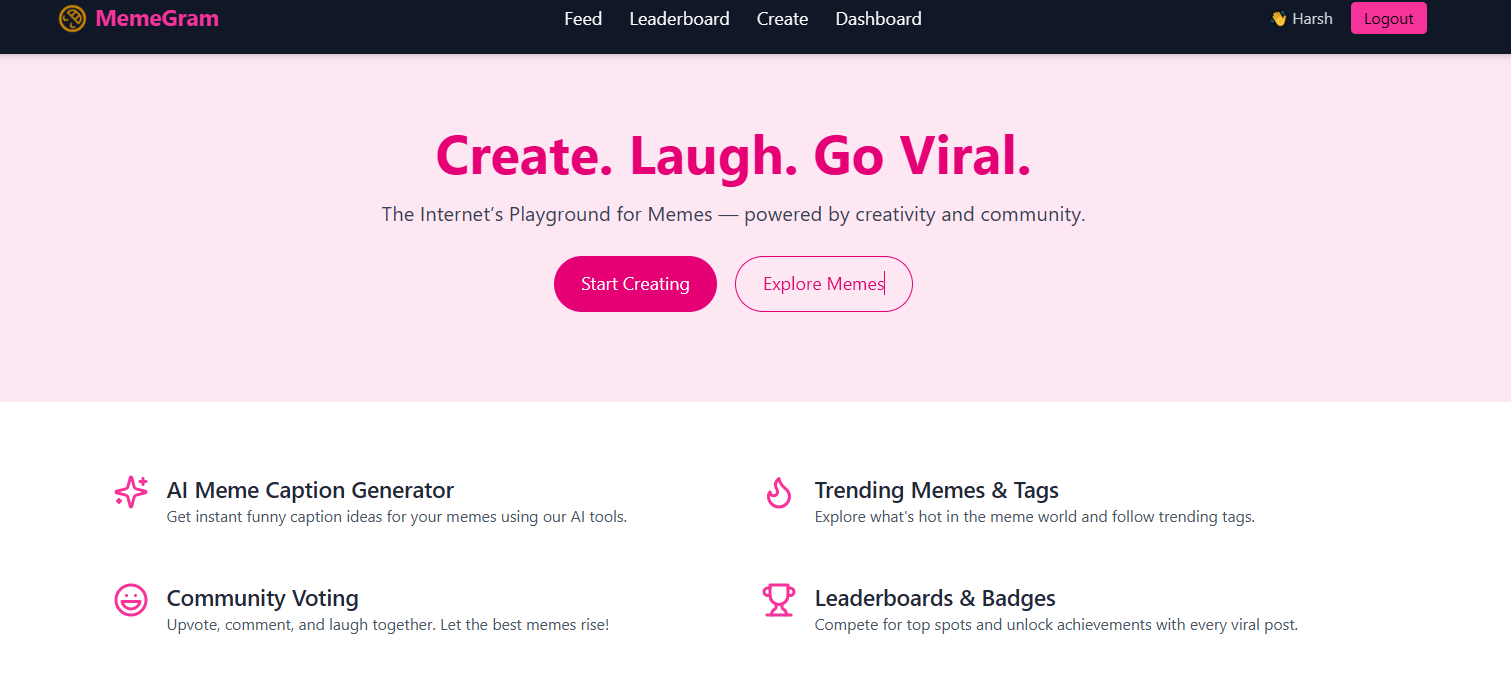 MemeGram
Feed Leaderboard Create Dashboard
👋 Harsh Logout
Create. Laugh. Go Viral.
The Internet’s Playground for Memes — powered by creativity and community.
Start Creating
Explore Memes
AI Meme Caption Generator
Get instant funny caption ideas for your memes using our AI tools.
Trending Memes & Tags
Explore what's hot in the meme world and follow trending tags.
Community Voting
Upvote, comment, and laugh together. Let the best memes rise!
Leaderboards & Badges
Compete for top spots and unlock achievements with every viral post.